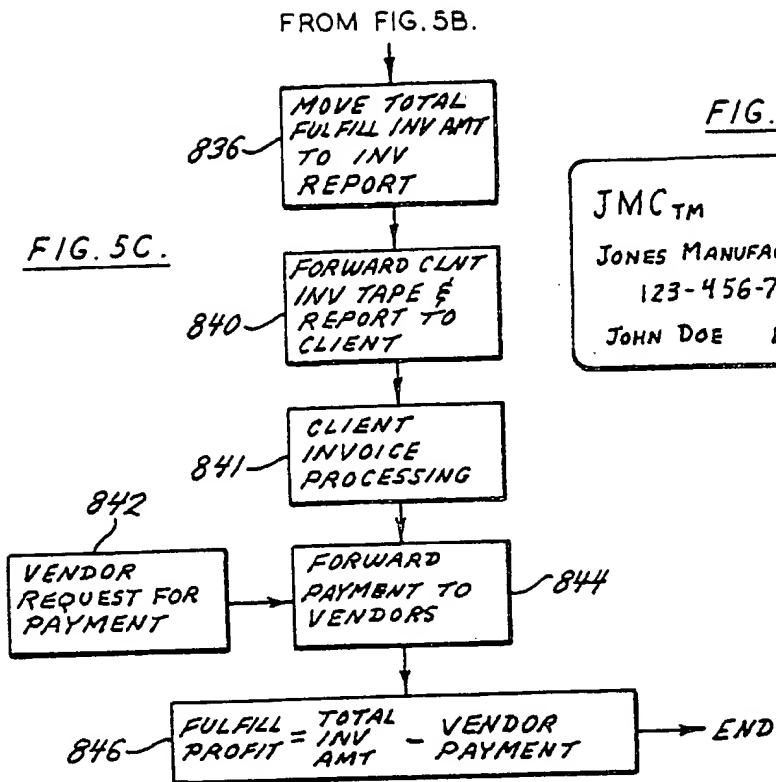 FROM FIG. 5B.
MOVE TOTAL
FULFILL INV AMT
TO INV
REPORT
836
FIG. 5C.
FORWARD CLNT
INV TAPE &
REPORT TO
CLIENT
840
CLIENT
INVOICE
PROCESSING
841
842
VENDOR
REQUEST FOR
PAYMENT
FORWARD
PAYMENT TO
VENDORS
844
846
FULFILL PROFIT = TOTAL INV AMT - VENDOR PAYMENT
END
FIG.
JMC TM
JONES
123-456-7
JOHN DOE